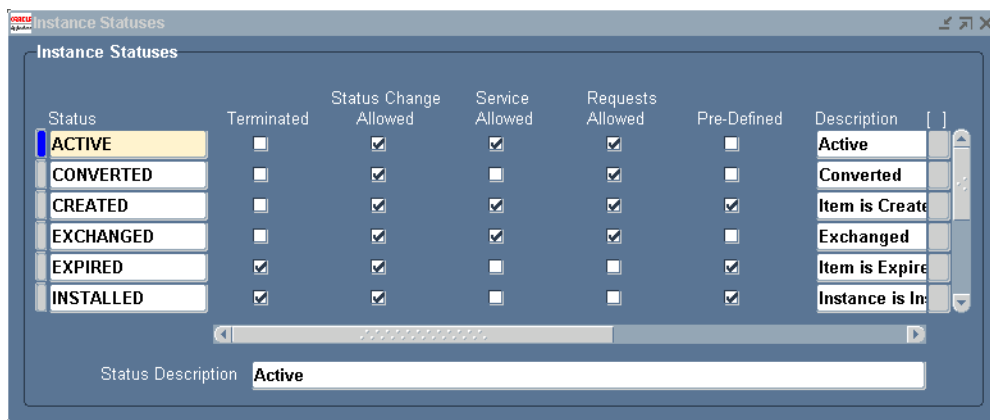 ORACLE Instance Statuses
Instance Statuses
Status Change Service Requests
Status Terminated Allowed Allowed Allowed Pre-Defined Description [ ]
ACTIVE Active
CONVERTED Converted
CREATED Item is Create
EXCHANGED Exchanged
EXPIRED Item is Expire
INSTALLED Instance is In
Status Description Active